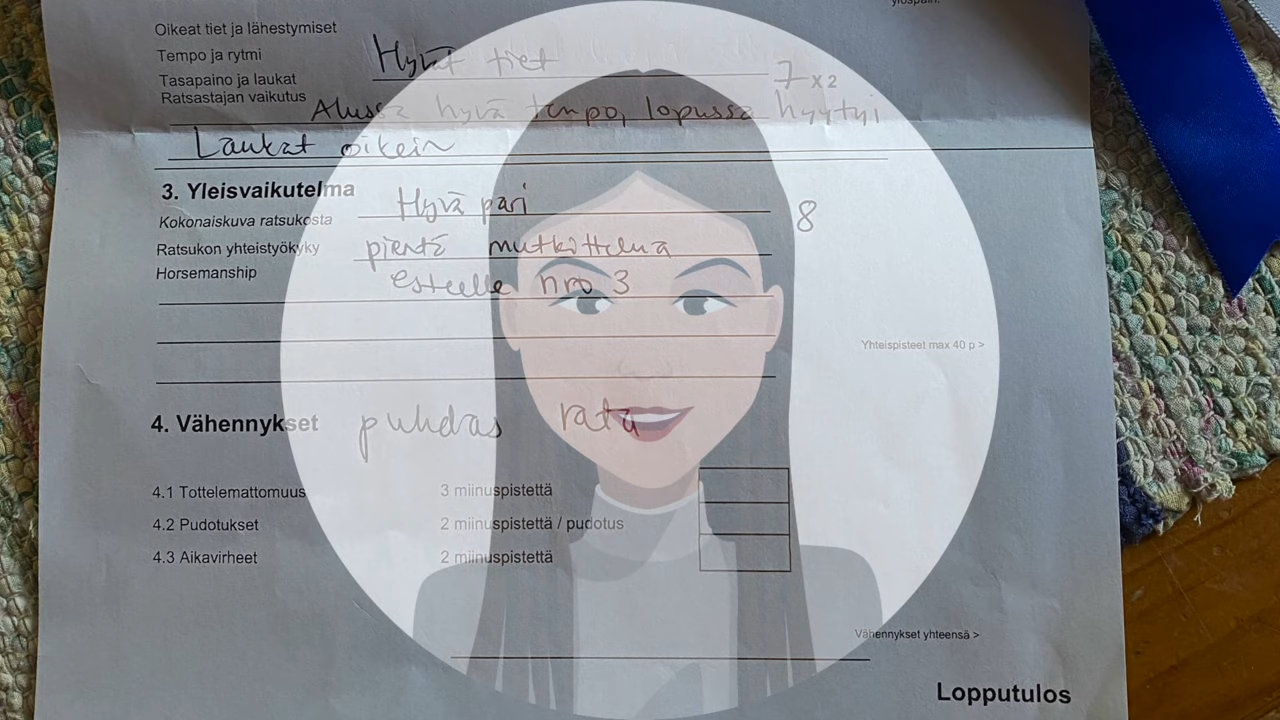 ylöspäin.
Oikeat tiet ja lähestymiset
Tempo ja rytmi Hyvät tiet
Tasapaino ja laukat 7 x2
Ratsastajan vaikutus Alussa hyvä tempo, lopussa hyytyi
Laukat oikein
3. Yleisvaikutelma
Kokonaiskuva ratsukosta Hyvä pari 8
Ratsukon yhteistyökyky pientä mutkittelua
Horsemanship esteelle nro 3
Yhteispisteet max 40 p >
4. Vähennykset puhdas rata
4.1 Tottelemattomuus 3 miinuspistettä
4.2 Pudotukset 2 miinuspistettä / pudotus
4.3 Aikavirheet 2 miinuspistettä
Vähennykset yhteensä >
Lopputulos